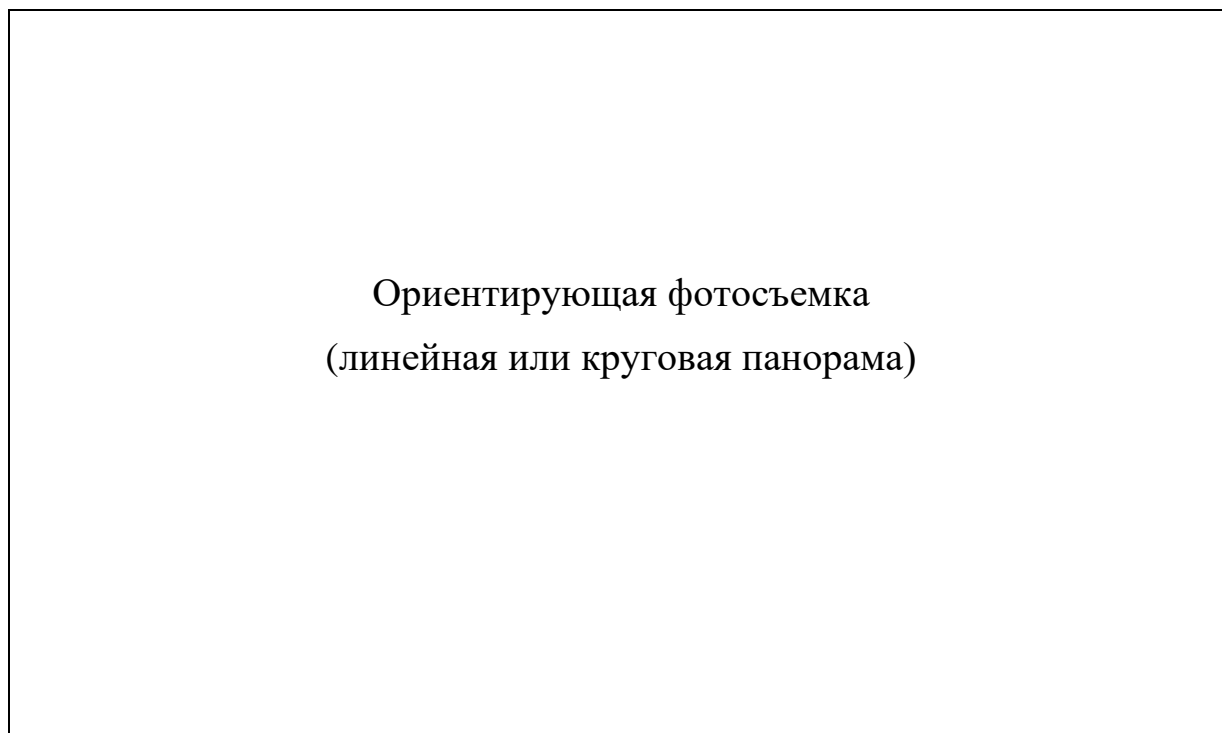 Ориентирующая фотосъемка
(линейная или круговая панорама)